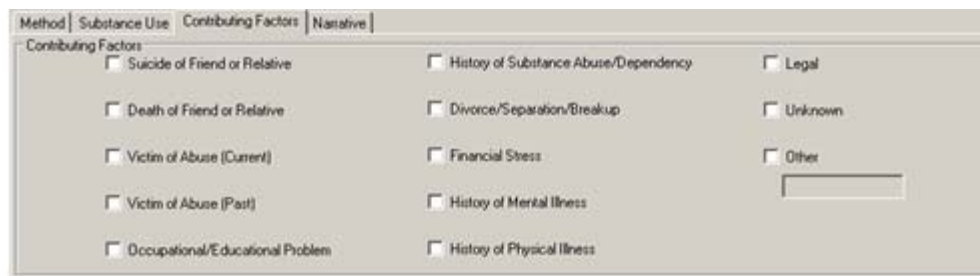 Method Substance Use Contributing Factors Narrative
Contributing Factors
Suicide of Friend or Relative
Death of Friend or Relative
Victim of Abuse (Current)
Victim of Abuse (Past)
Occupational/Educational Problem
History of Substance Abuse/Dependency
Divorce/Separation/Breakup
Financial Stress
History of Mental Illness
History of Physical Illness
Legal
Unknown
Other